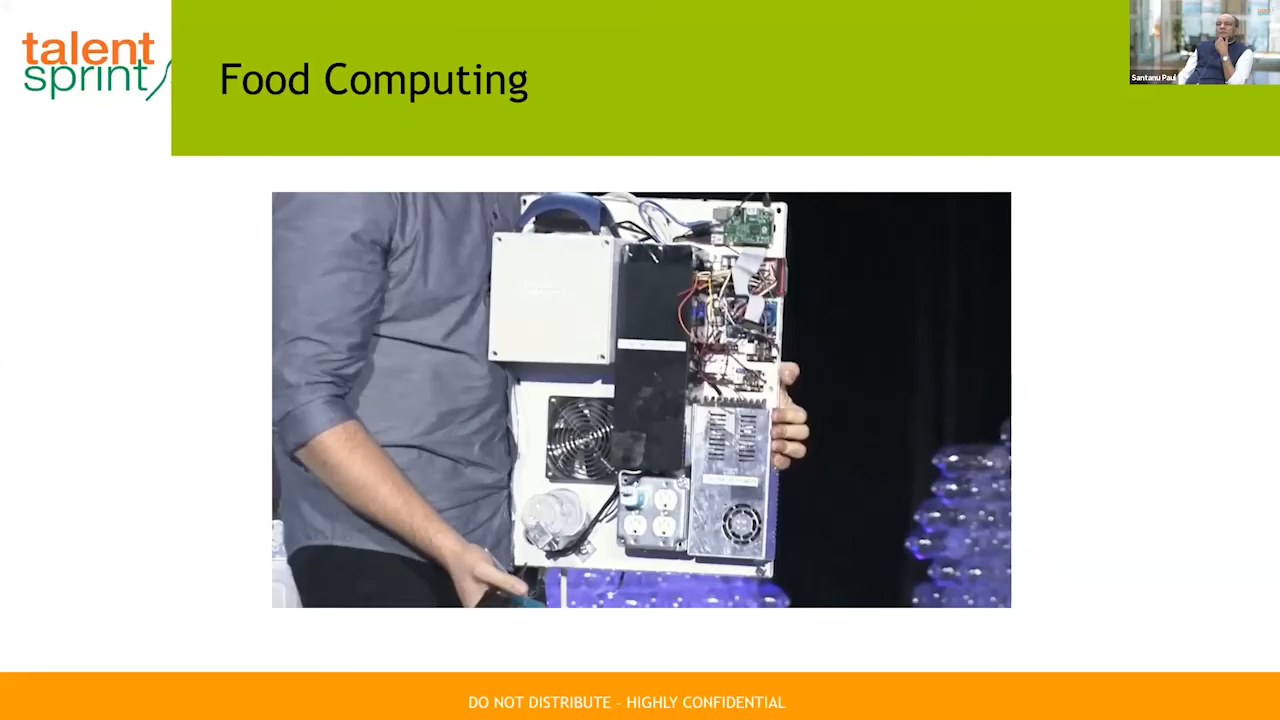 talent
sprint
Food Computing
Santanu Paul
DO NOT DISTRIBUTE - HIGHLY CONFIDENTIAL